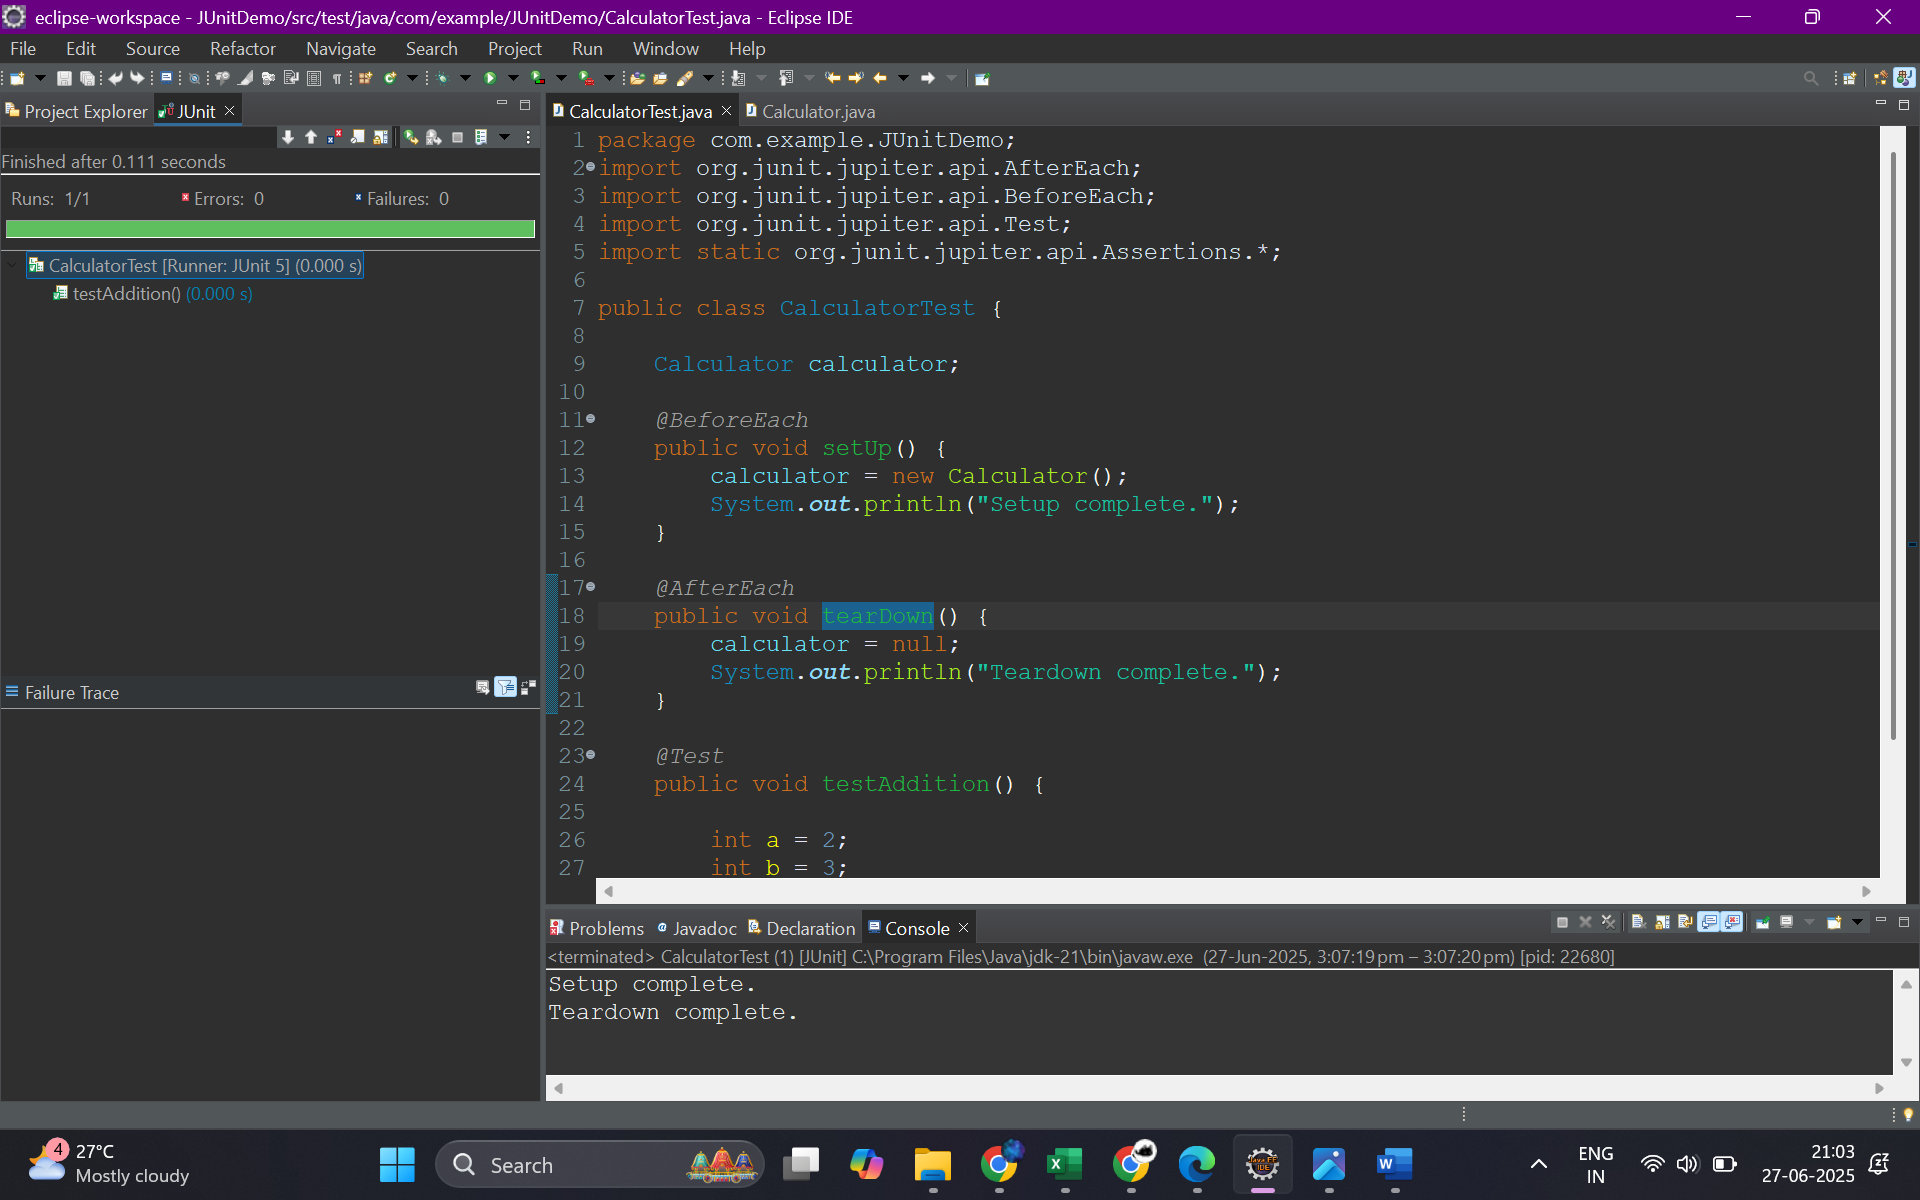 eclipse-workspace - JUnitDemo/src/test/java/com/example/JUnitDemo/CalculatorTest.java - Eclipse IDE
File Edit Source Refactor Navigate Search Project Run Window Help
Project Explorer JUnit
Finished after 0.111 seconds
Runs: 1/1 Errors: 0 Failures: 0
CalculatorTest [Runner: JUnit 5] (0.000 s)
testAddition() (0.000 s)
Failure Trace
CalculatorTest.java Calculator.java
1 package com.example.JUnitDemo;
2 import org.junit.jupiter.api.AfterEach;
3 import org.junit.jupiter.api.BeforeEach;
4 import org.junit.jupiter.api.Test;
5 import static org.junit.jupiter.api.Assertions.*;
6
7 public class CalculatorTest {
8
9 Calculator calculator;
10
11 @BeforeEach
12 public void setUp() {
13 calculator = new Calculator();
14 System.out.println("Setup complete.");
15 }
16
17 @AfterEach
18 public void tearDown() {
19 calculator = null;
20 System.out.println("Teardown complete.");
21 }
22
23 @Test
24 public void testAddition() {
25
26 int a = 2;
27 int b = 3;
Problems Javadoc Declaration Console
<terminated> CalculatorTest (1) [JUnit] C:\Program Files\Java\jdk-21\bin\javaw.exe (27-Jun-2025, 3:07:19 pm – 3:07:20 pm) [pid: 22680]
Setup complete.
Teardown complete.
4
27°C
Mostly cloudy
Search
ENG
IN
21:03
27-06-2025